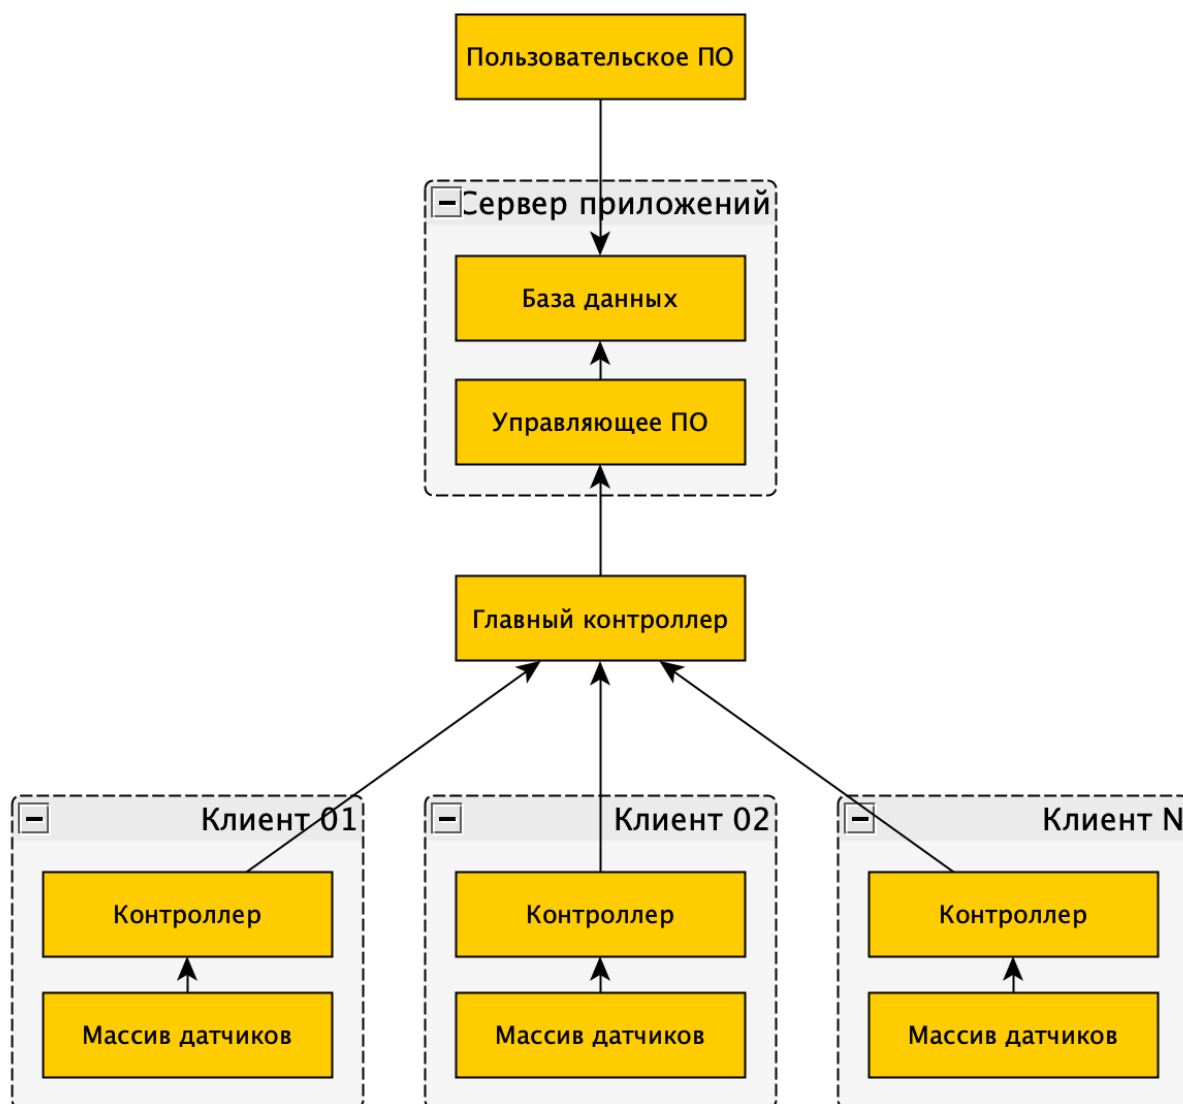 Пользовательское ПО
Сервер приложений
База данных
Управляющее ПО
Главный контроллер
Клиент 01
Клиент 02
Клиент N
Контроллер
Контроллер
Контроллер
Массив датчиков
Массив датчиков
Массив датчиков